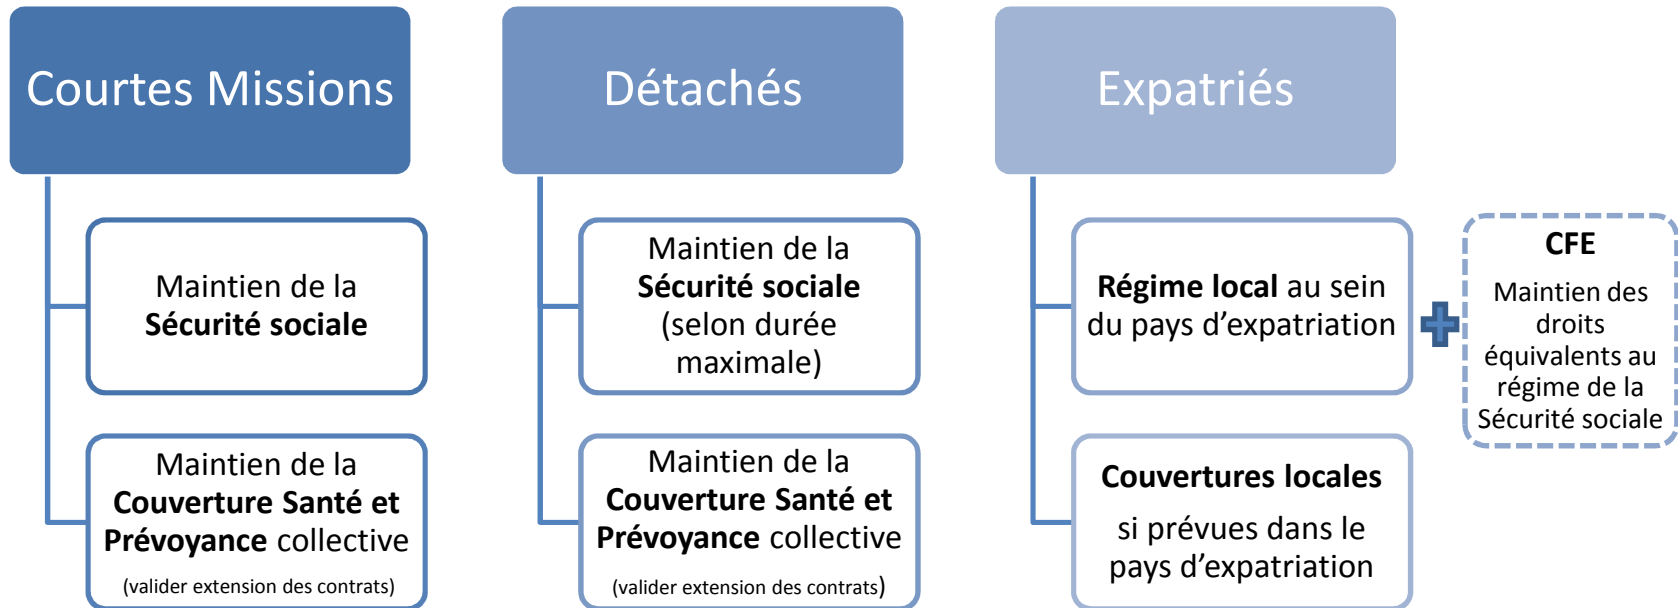 Courtes Missions
Maintien de la
Sécurité sociale
Maintien de la
Couverture Santé et
Prévoyance collective
(valider extension des contrats)
Détachés
Maintien de la
Sécurité sociale
(selon durée
maximale)
Maintien de la
Couverture Santé et
Prévoyance collective
(valider extension des contrats)
Expatriés
Régime local au sein
du pays d’expatriation
CFE
Maintien des
droits
équivalents au
régime de la
Sécurité sociale
Couvertures locales
si prévues dans le
pays d’expatriation